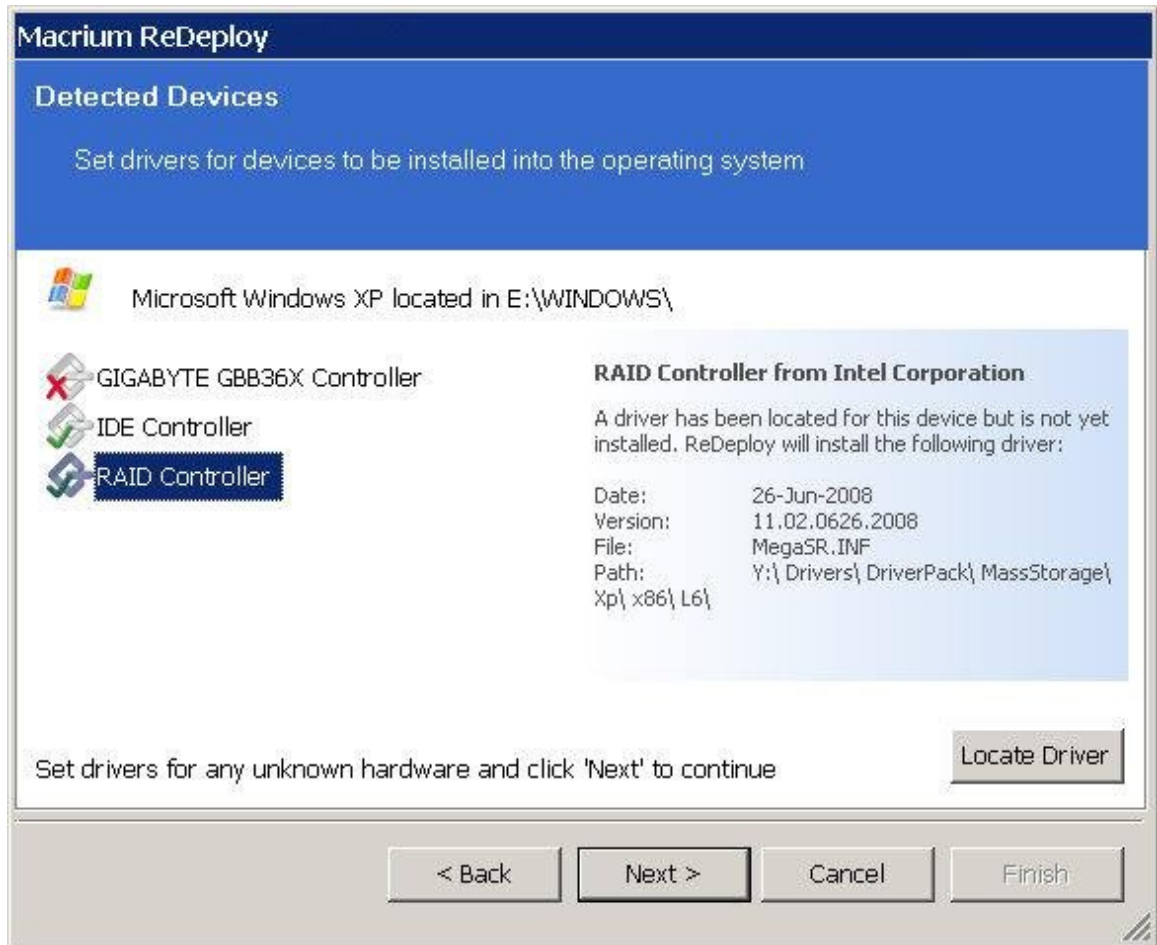 Macrium ReDeploy
Detected Devices
Set drivers for devices to be installed into the operating system
Microsoft Windows XP located in E:\WINDOWS\
GIGABYTE GBB36X Controller
IDE Controller
RAID Controller
RAID Controller from Intel Corporation
A driver has been located for this device but is not yet
installed. ReDeploy will install the following driver:
Date: 26-Jun-2008
Version: 11.02.0626.2008
File: MegaSR.INF
Path: Y:\ Drivers\ DriverPack\ MassStorage\
Xp\ x86\ L6\
Set drivers for any unknown hardware and click 'Next' to continue
Locate Driver
< Back
Next >
Cancel
Finish